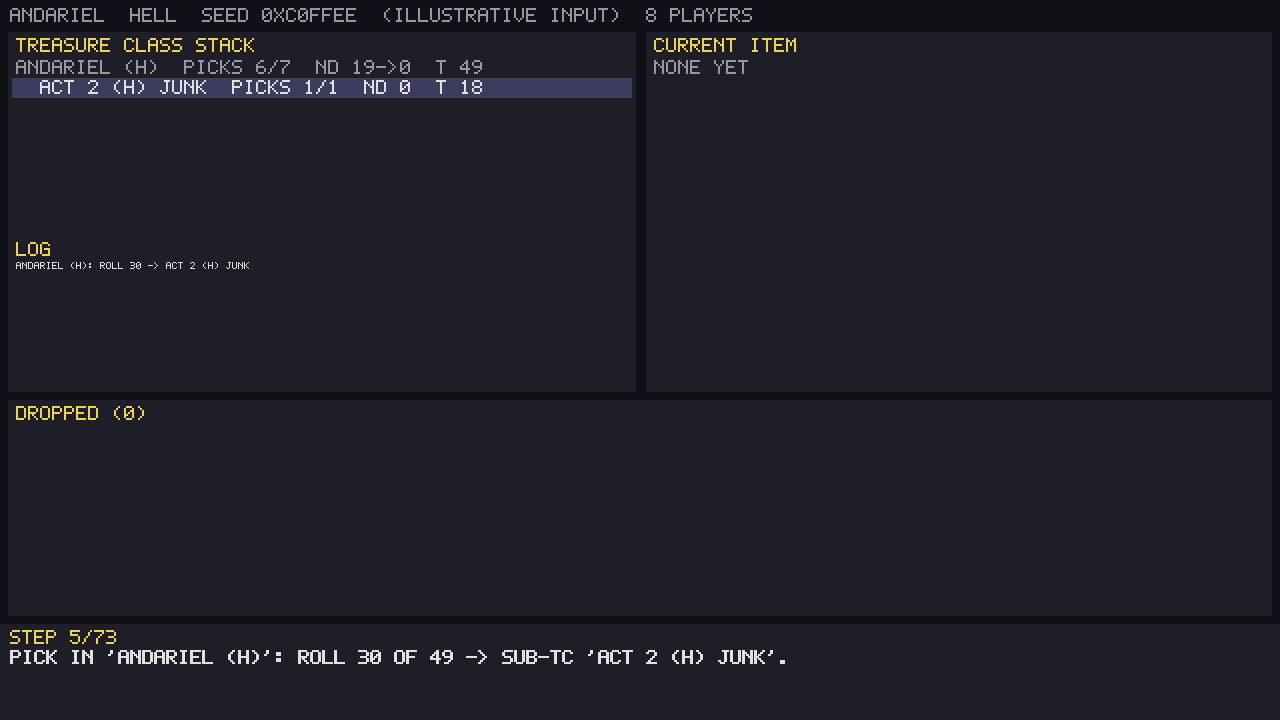 ANDARIEL HELL SEED 0XC0FFEE (ILLUSTRATIVE INPUT) 8 PLAYERS
TREASURE CLASS STACK
ANDARIEL (H) PICKS 6/7 ND 19->0 T 49
ACT 2 (H) JUNK PICKS 1/1 ND 0 T 18
LOG
ANDARIEL (H): ROLL 30 -> ACT 2 (H) JUNK
CURRENT ITEM
NONE YET
DROPPED (0)
STEP 5/73
PICK IN 'ANDARIEL (H)': ROLL 30 OF 49 -> SUB-TC 'ACT 2 (H) JUNK'.